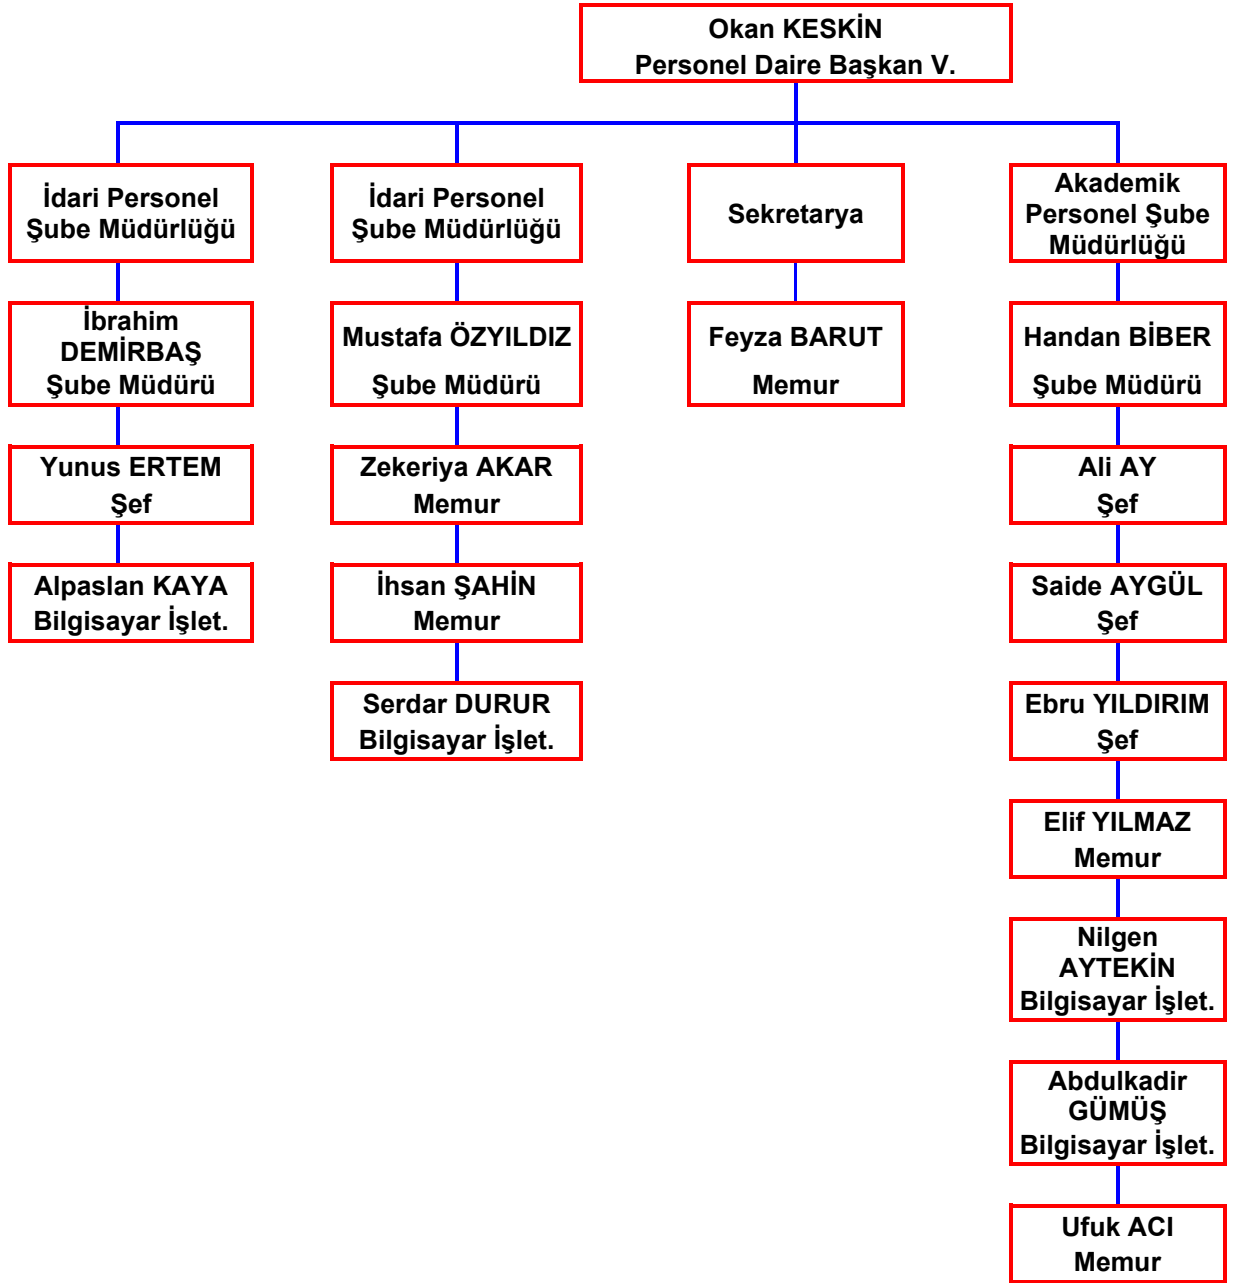 Okan KESKİN
Personel Daire Başkan V.
İdari Personel
Şube Müdürlüğü
İdari Personel
Şube Müdürlüğü
Sekretarya
Akademik
Personel Şube
Müdürlüğü
İbrahim
DEMİRBAŞ
Şube Müdürü
Mustafa ÖZYILDIZ
Şube Müdürü
Feyza BARUT
Memur
Handan BİBER
Şube Müdürü
Yunus ERTEM
Şef
Zekeriya AKAR
Memur
Ali AY
Şef
Alpaslan KAYA
Bilgisayar İşlet.
İhsan ŞAHİN
Memur
Saide AYGÜL
Şef
Serdar DURUR
Bilgisayar İşlet.
Ebru YILDIRIM
Şef
Elif YILMAZ
Memur
Nilgen
AYTEKİN
Bilgisayar İşlet.
Abdulkadir
GÜMÜŞ
Bilgisayar İşlet.
Ufuk ACI
Memur